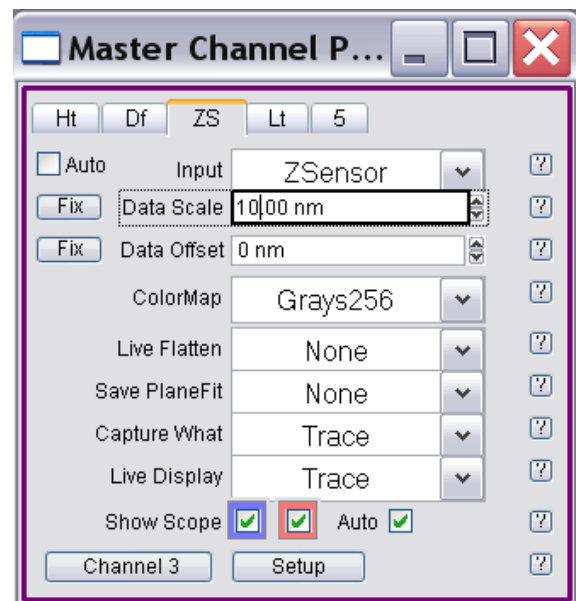 Master Channel P...
Ht Df ZS Lt 5
Auto Input ZSensor ?
Fix Data Scale 10.00 nm ?
Fix Data Offset 0 nm ?
ColorMap Grays256 ?
Live Flatten None ?
Save PlaneFit None ?
Capture What Trace ?
Live Display Trace ?
Show Scope Auto ?
Channel 3 Setup ?